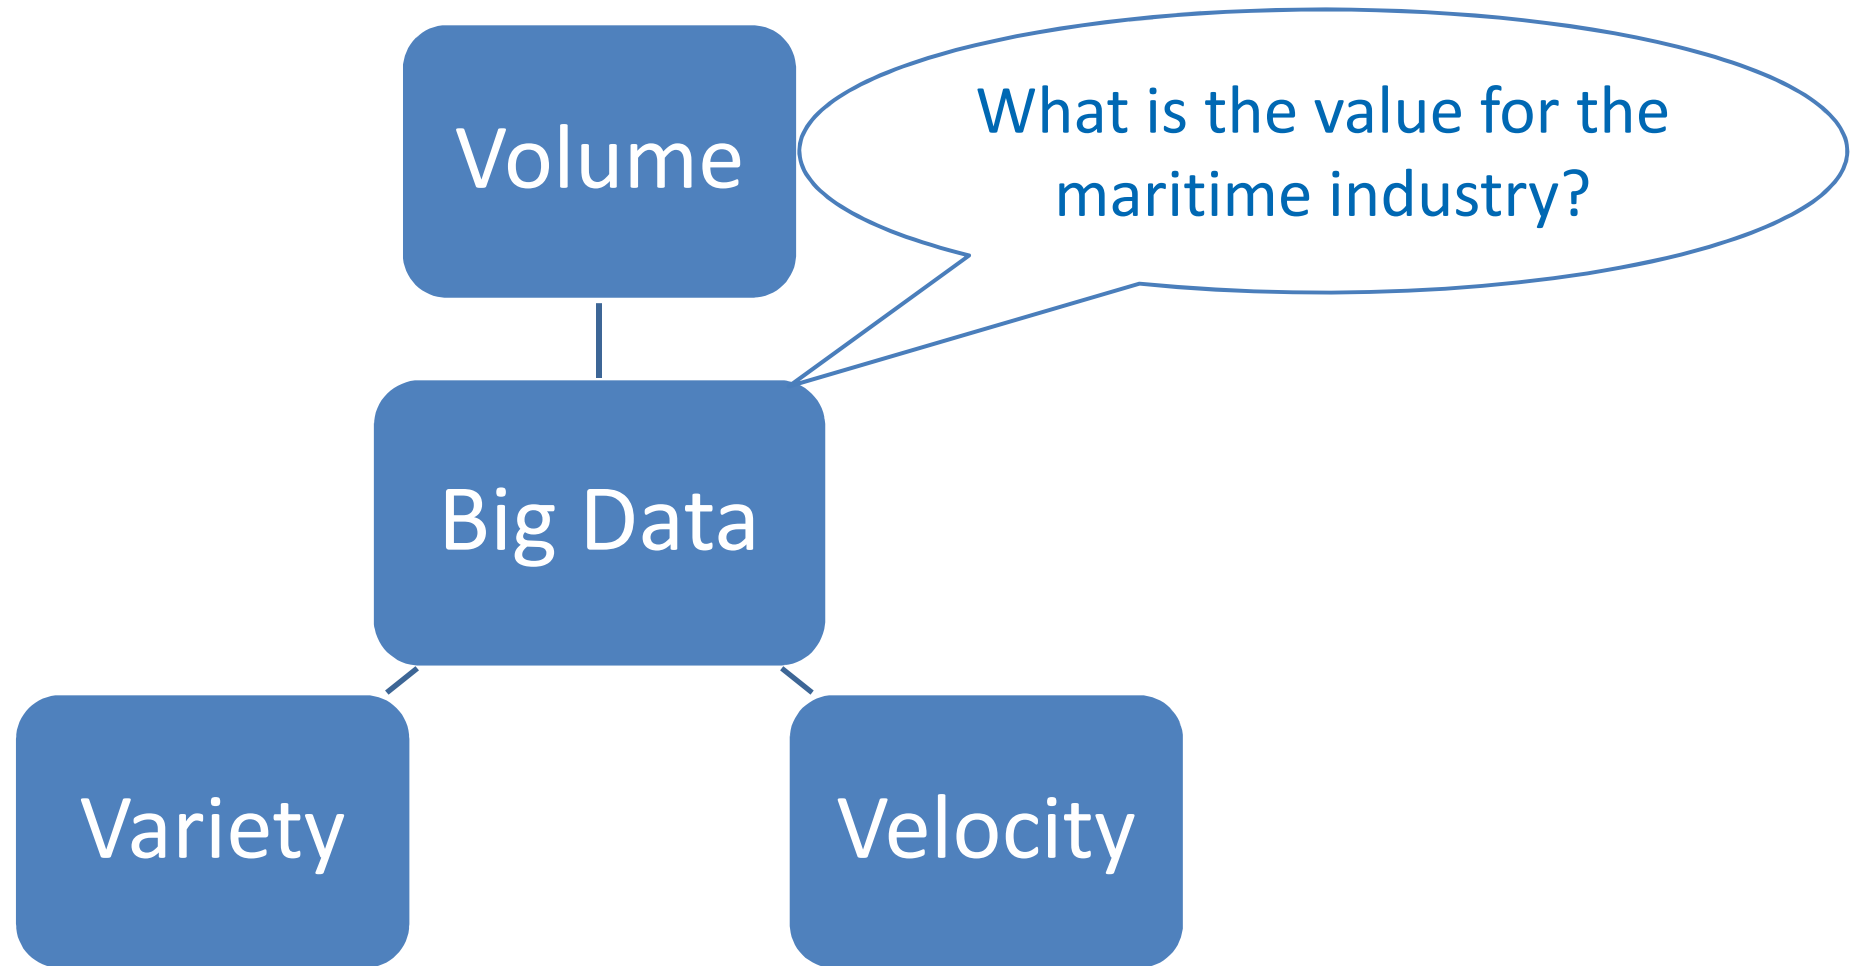 Volume
What is the value for the
maritime industry?
Big Data
Variety
Velocity